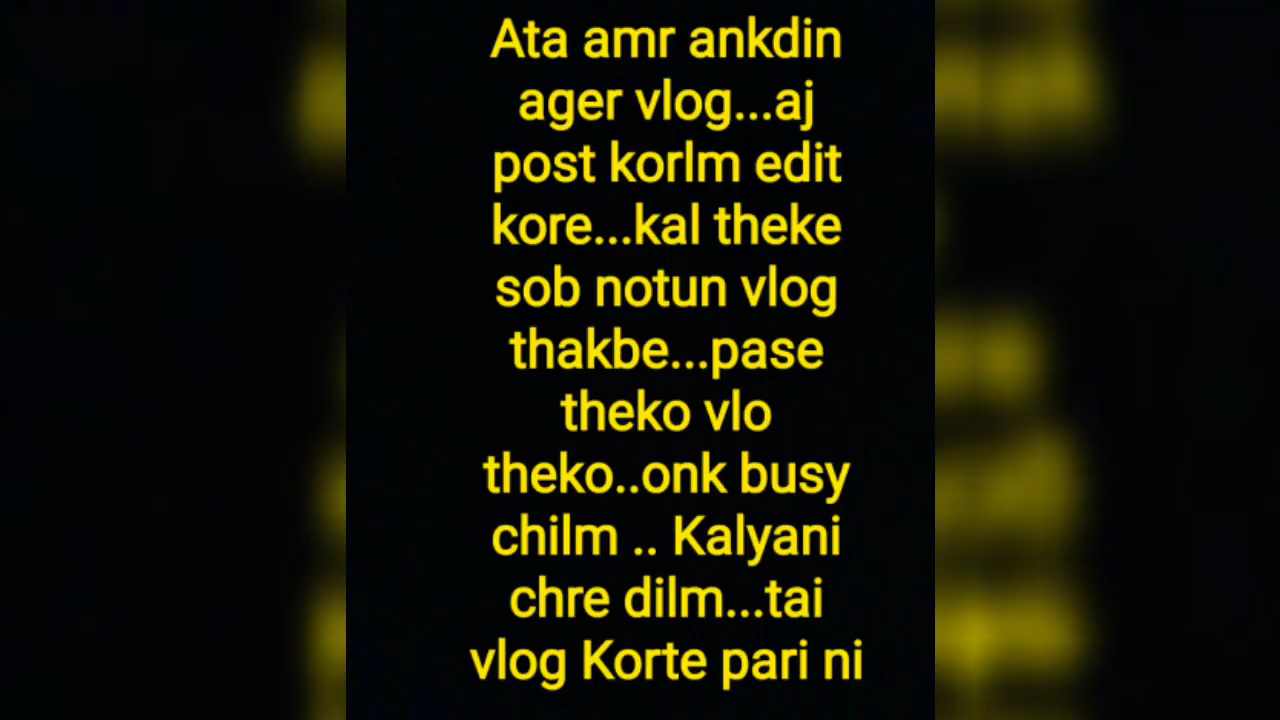 Ata amr ankdin
ager vlog...aj
post korlm edit
kore...kal theke
sob notun vlog
thakbe...pase
theko vlo
theko..onk busy
chilm .. Kalyani
chre dilm...tai
vlog Korte pari ni